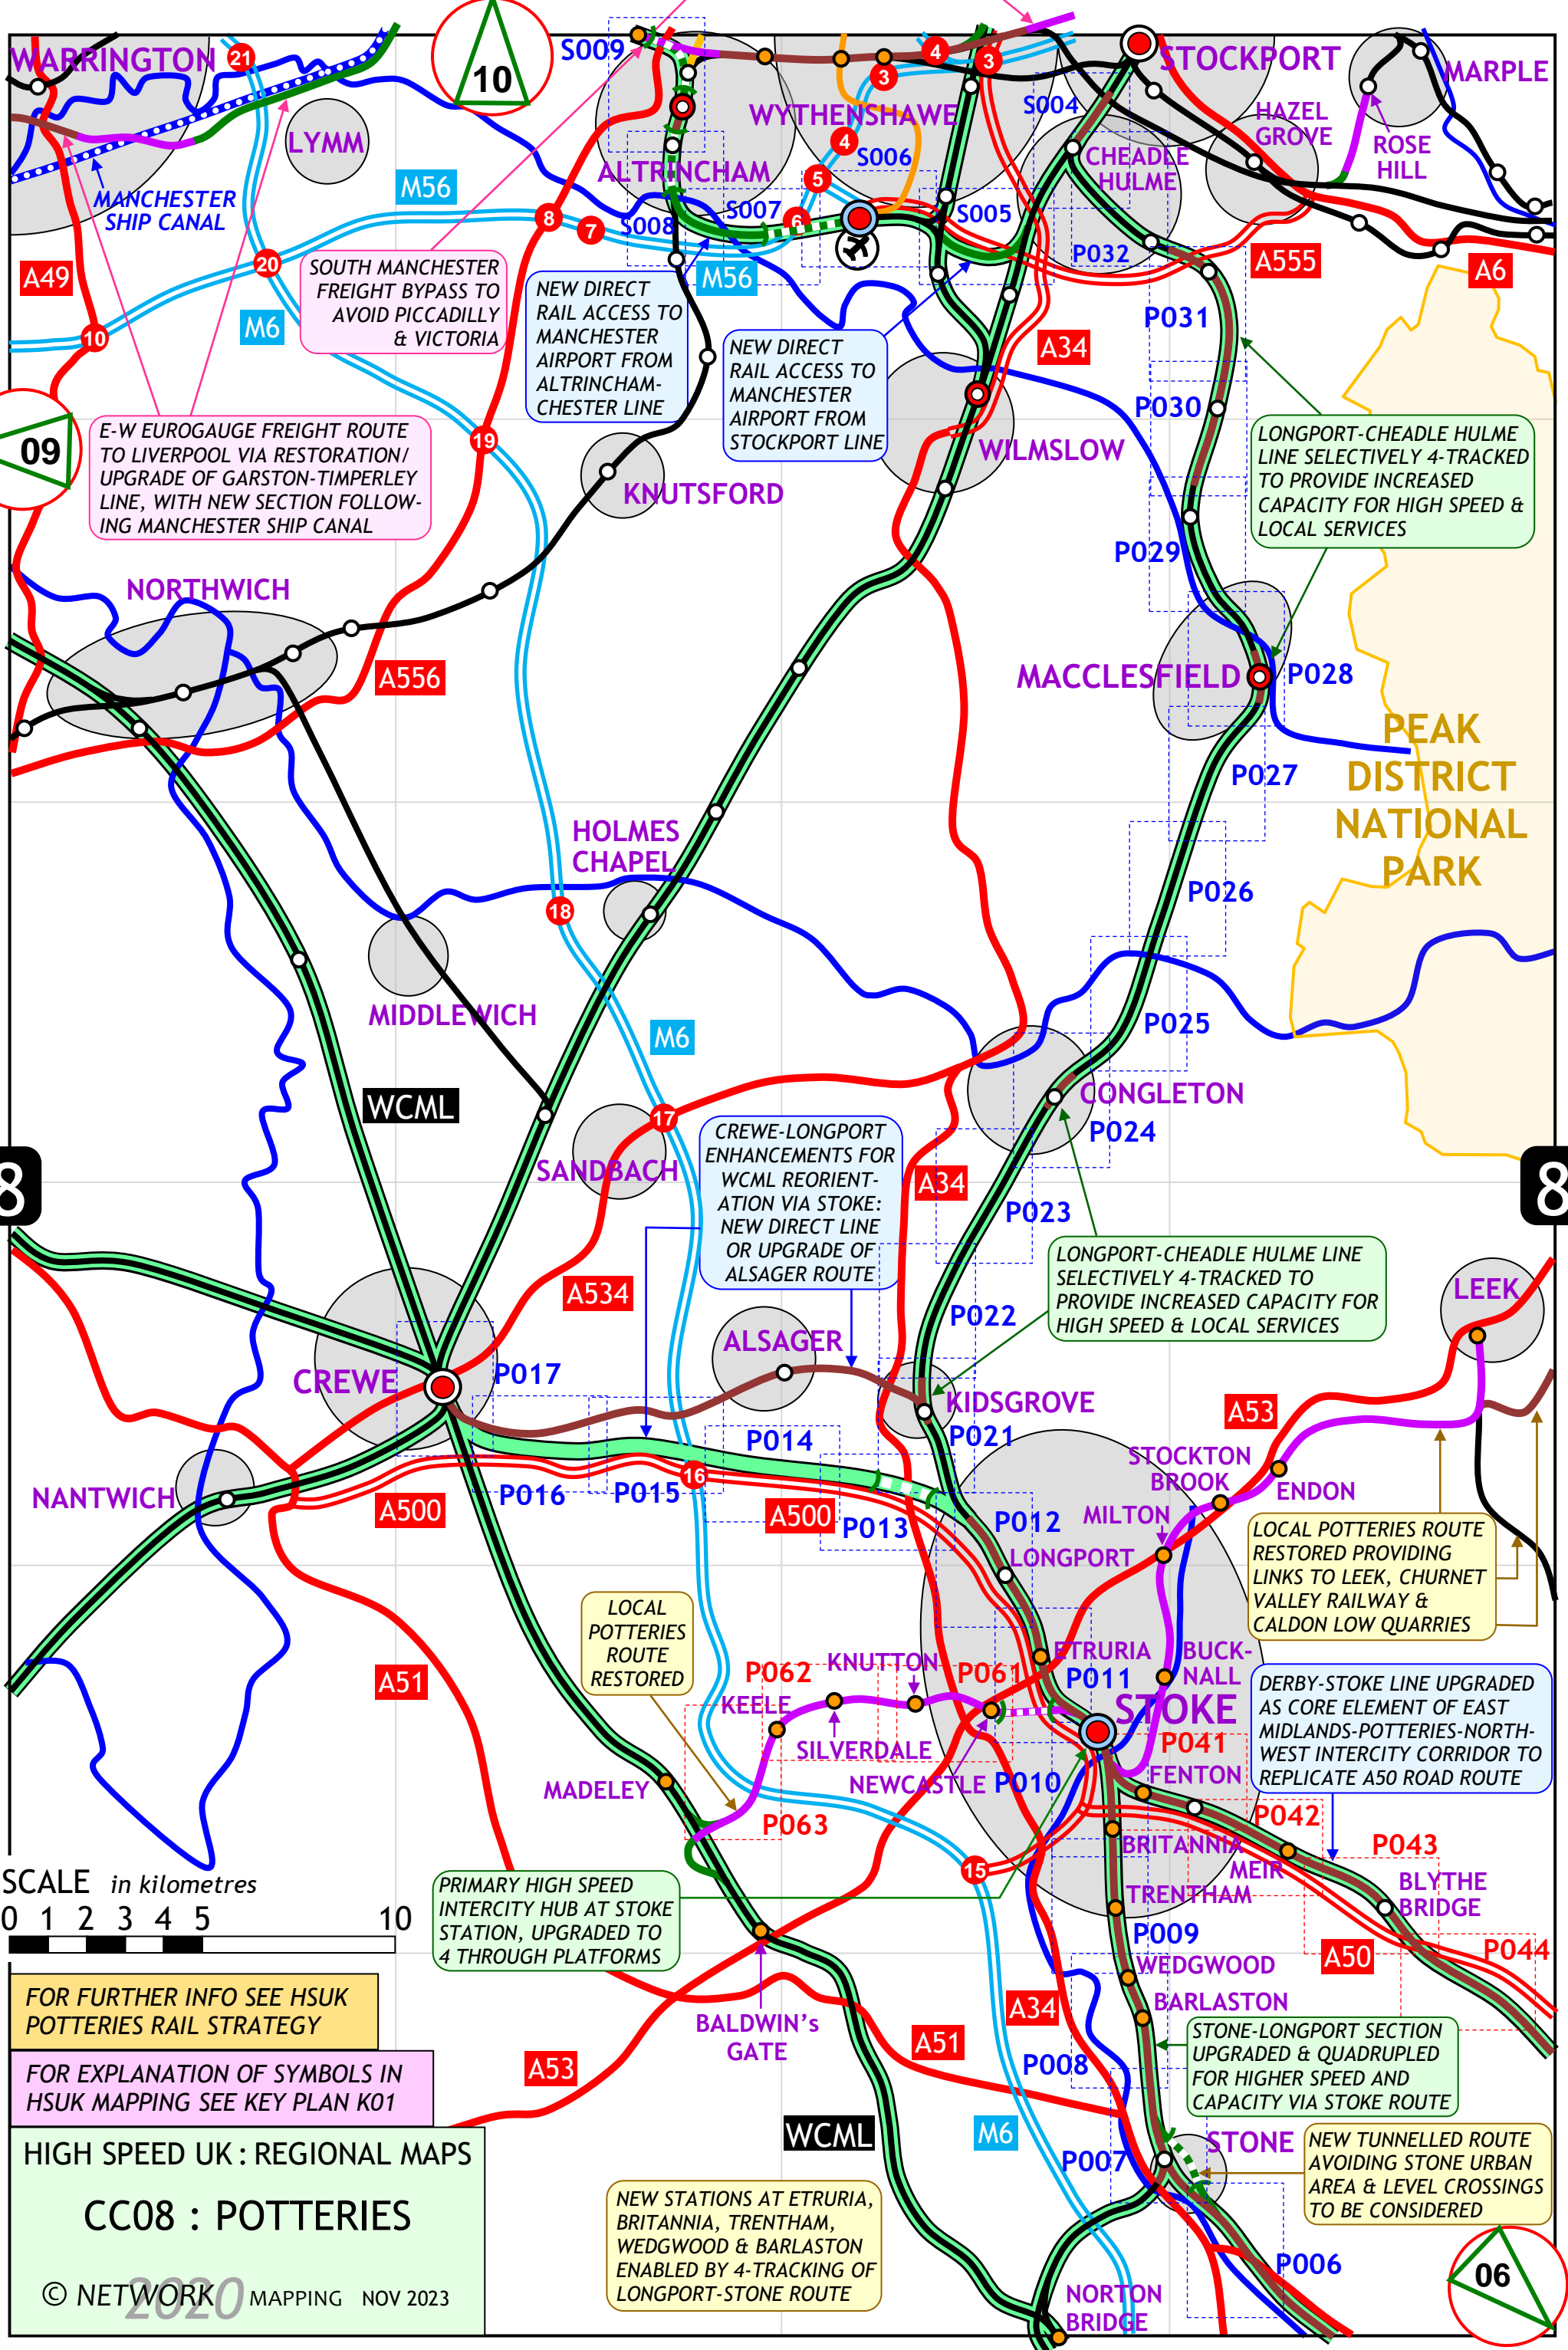 10
S009
WARRINGTON
21
4
3
3
STOCKPORT
MARPLE
LYMM
WYTHENSHAWE
S004
HAZEL
GROVE
ROSE
HILL
4
S006
ALTRINCHAM
CHEADLE
HULME
MANCHESTER
SHIP CANAL
M56
5
8
7
S008
S007
6
S005
P032
A555
A6
A49
20
M56
SOUTH MANCHESTER
FREIGHT BYPASS TO
AVOID PICCADILLY
& VICTORIA
NEW DIRECT
RAIL ACCESS TO
MANCHESTER
AIRPORT FROM
ALTRINCHAM-
CHESTER LINE
NEW DIRECT
RAIL ACCESS TO
MANCHESTER
AIRPORT FROM
STOCKPORT LINE
M6
10
A34
P031
P030
09
E-W EUROGAUGE FREIGHT ROUTE
TO LIVERPOOL VIA RESTORATION/
UPGRADE OF GARSTON-TIMPERLEY
LINE, WITH NEW SECTION FOLLOW-
ING MANCHESTER SHIP CANAL
19
KNUTSFORD
WILMSLOW
LONGPORT-CHEADLE HULME
LINE SELECTIVELY 4-TRACKED
TO PROVIDE INCREASED
CAPACITY FOR HIGH SPEED &
LOCAL SERVICES
P029
NORTHWICH
A556
MACCLESFIELD
P028
PEAK
DISTRICT
NATIONAL
PARK
P027
HOLMES
CHAPEL
P026
18
MIDDLEWICH
M6
P025
WCML
17
CONGLETON
P024
SANDBACH
CREWE-LONGPORT
ENHANCEMENTS FOR
WCML REORIENT-
ATION VIA STOKE:
NEW DIRECT LINE
OR UPGRADE OF
ALSAGER ROUTE
A34
P023
8
8
A534
LONGPORT-CHEADLE HULME LINE
SELECTIVELY 4-TRACKED TO
PROVIDE INCREASED CAPACITY FOR
HIGH SPEED & LOCAL SERVICES
LEEK
P022
ALSAGER
CREWE
P017
KIDSGROVE
A53
P021
P014
STOCKTON
BROOK
ENDON
NANTWICH
A500
P016
P015
16
A500
P013
P012
MILTON
LONGPORT
LOCAL POTTERIES ROUTE
RESTORED PROVIDING
LINKS TO LEEK, CHURNET
VALLEY RAILWAY &
CALDON LOW QUARRIES
LOCAL
POTTERIES
ROUTE
RESTORED
A51
P062
KNUTTON
P061
ETRURIA
P011
BUCK-
NALL
KEELE
STOKE
DERBY-STOKE LINE UPGRADED
AS CORE ELEMENT OF EAST
MIDLANDS-POTTERIES-NORTH-
WEST INTERCITY CORRIDOR TO
REPLICATE A50 ROAD ROUTE
SILVERDALE
P041
MADELEY
NEWCASTLE
P010
FENTON
P063
P042
BRITANNIA
P043
15
MEIR
BLYTHE
BRIDGE
TRENTHAM
SCALE in kilometres
0 1 2 3 4 5 10
PRIMARY HIGH SPEED
INTERCITY HUB AT STOKE
STATION, UPGRADED TO
4 THROUGH PLATFORMS
P009
A50
P044
WEDGWOOD
BARLASTON
FOR FURTHER INFO SEE HSUK
POTTERIES RAIL STRATEGY
BALDWIN's
GATE
A34
A51
STONE-LONGPORT SECTION
UPGRADED & QUADRUPLED
FOR HIGHER SPEED AND
CAPACITY VIA STOKE ROUTE
A53
P008
FOR EXPLANATION OF SYMBOLS IN
HSUK MAPPING SEE KEY PLAN K01
WCML
M6
STONE
P007
NEW TUNNELLED ROUTE
AVOIDING STONE URBAN
AREA & LEVEL CROSSINGS
TO BE CONSIDERED
HIGH SPEED UK : REGIONAL MAPS
CC08 : POTTERIES
NEW STATIONS AT ETRURIA,
BRITANNIA, TRENTHAM,
WEDGWOOD & BARLASTON
ENABLED BY 4-TRACKING OF
LONGPORT-STONE ROUTE
P006
06
© NETWORK 2020 MAPPING NOV 2023
NORTON
BRIDGE